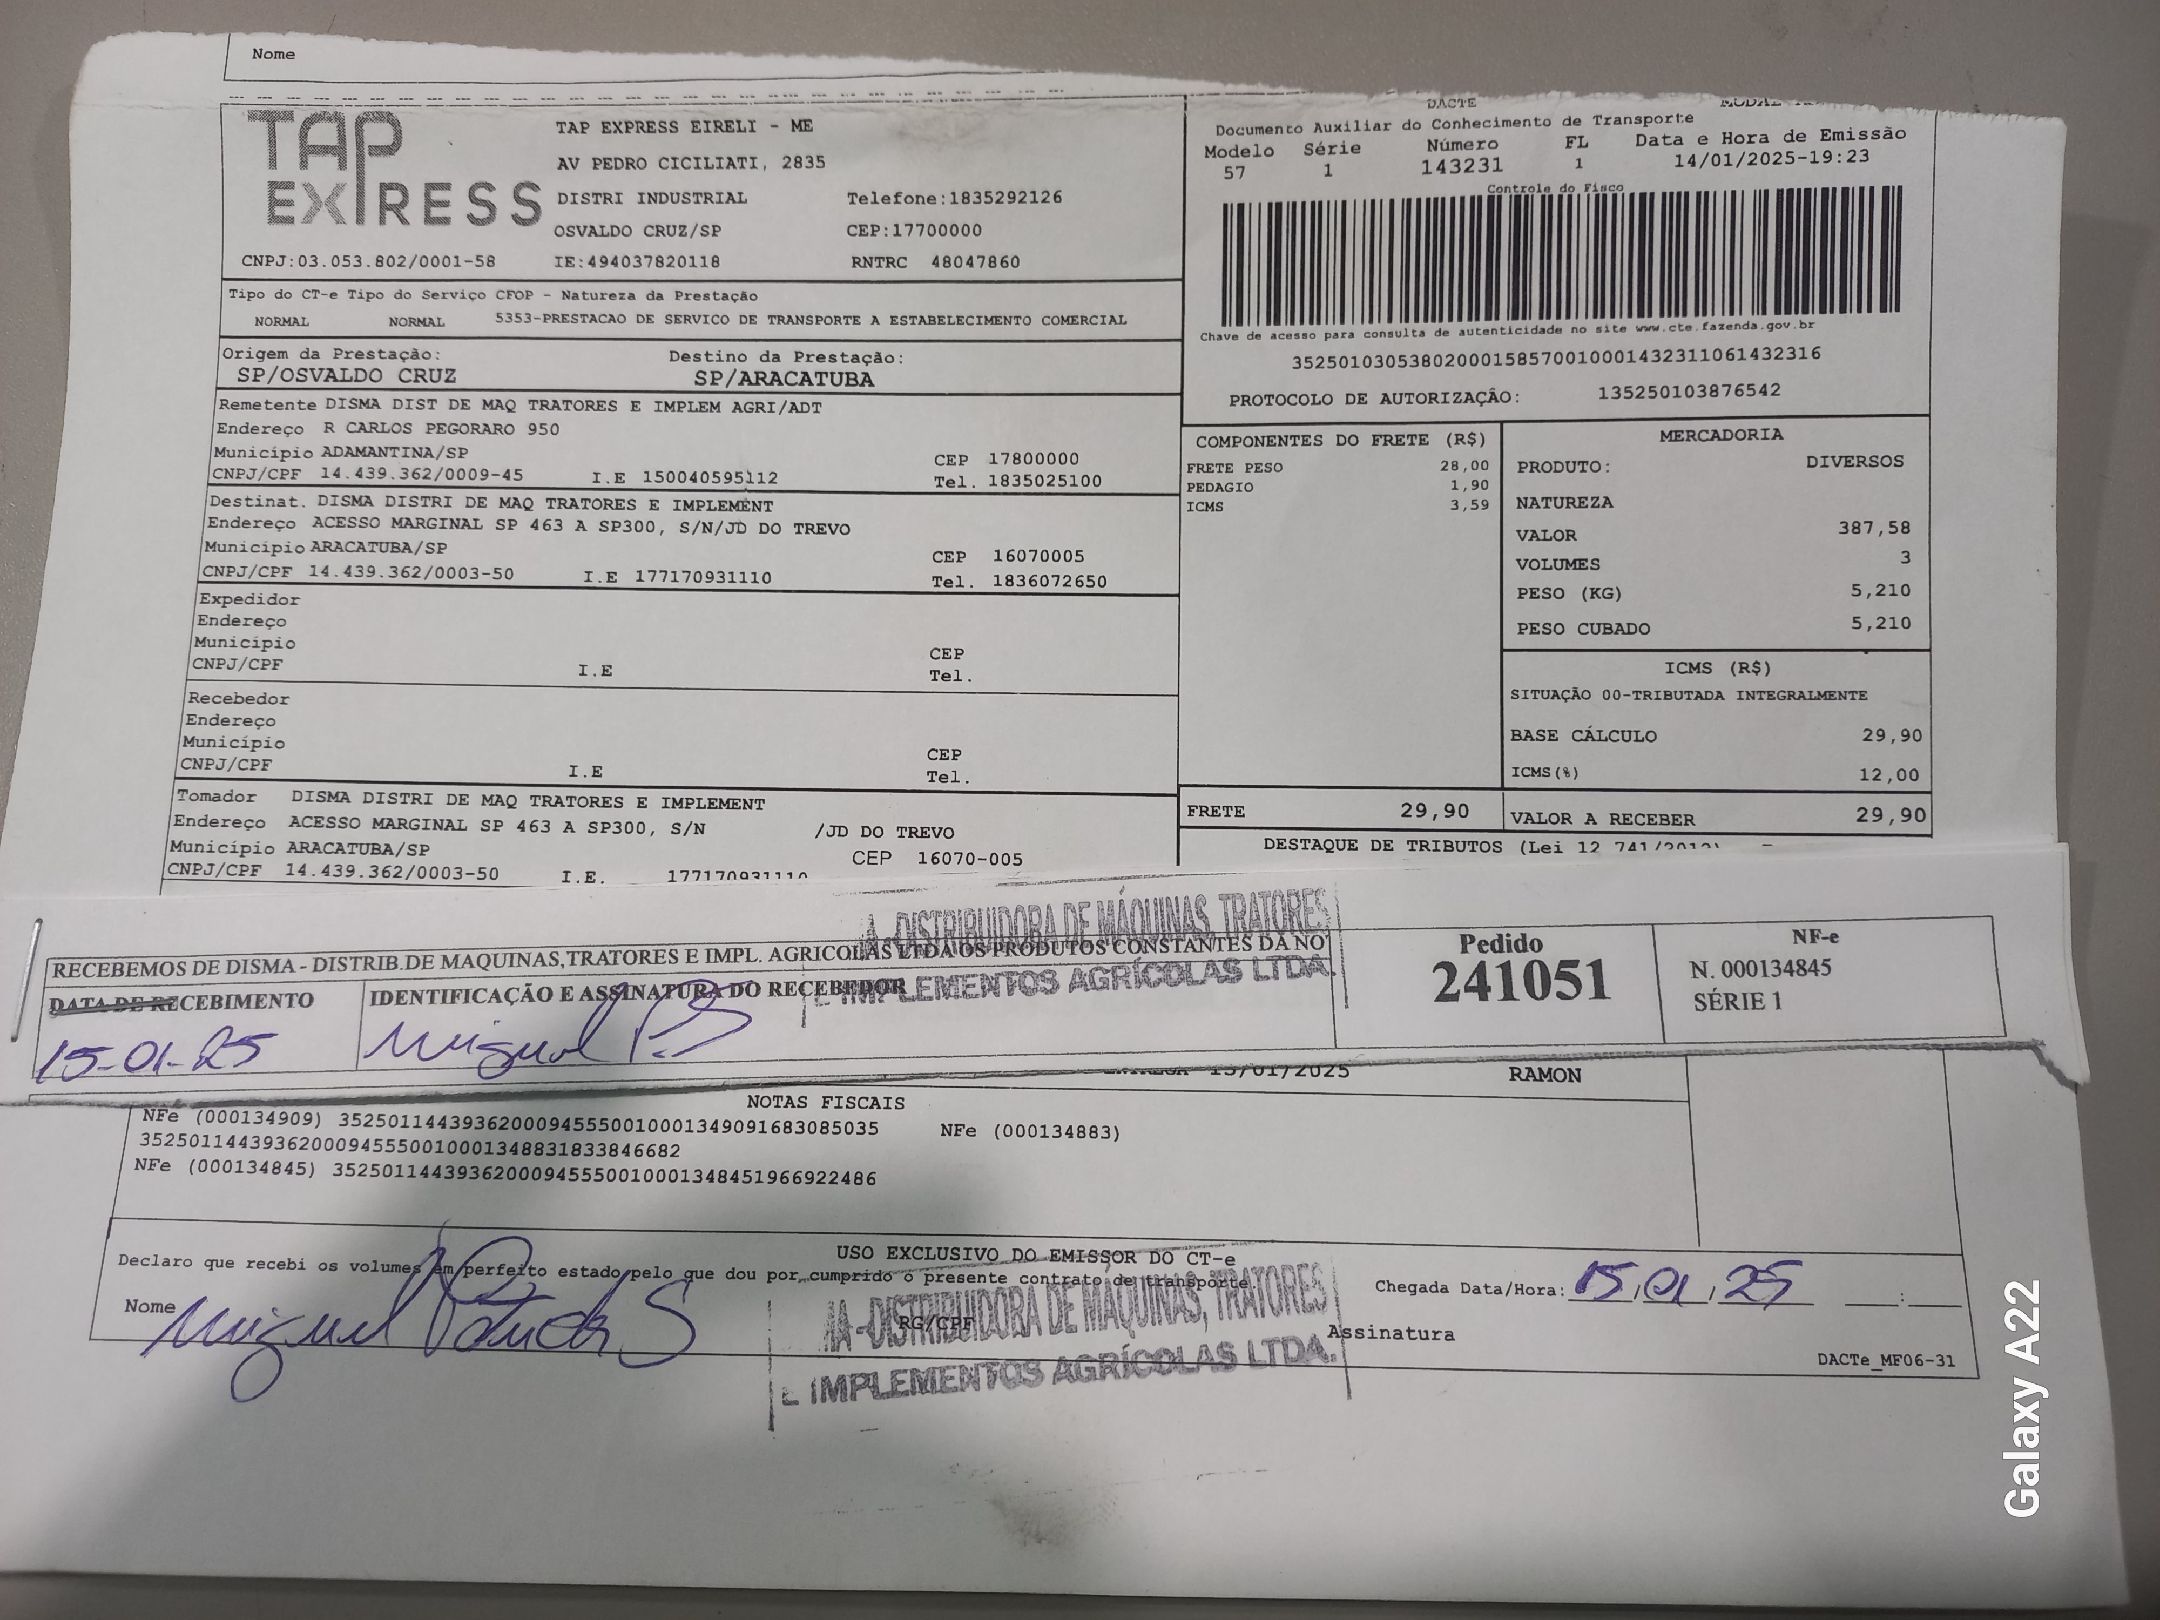 Nome
TAP EXPRESS
TAP EXPRESS EIRELI - ME
AV PEDRO CICILIATI, 2835
DISTRI INDUSTRIAL Telefone:1835292126
OSVALDO CRUZ/SP CEP:17700000
CNPJ:03.053.802/0001-58 IE:494037820118 RNTRC 48047860
DACTE
Documento Auxiliar do Conhecimento de Transporte
Modelo Série Número FL Data e Hora de Emissão
57 1 143231 1 14/01/2025-19:23
Controle do Fisco
Chave de acesso para consulta de autenticidade no site www.cte.fazenda.gov.br
35250103053802000158570010001432311061432316
PROTOCOLO DE AUTORIZAÇÃO: 135250103876542
Tipo do CT-e Tipo do Serviço CFOP - Natureza da Prestação
NORMAL NORMAL 5353-PRESTACAO DE SERVICO DE TRANSPORTE A ESTABELECIMENTO COMERCIAL
Origem da Prestação: Destino da Prestação:
SP/OSVALDO CRUZ SP/ARACATUBA
Remetente DISMA DIST DE MAQ TRATORES E IMPLEM AGRI/ADT
Endereço R CARLOS PEGORARO 950
Município ADAMANTINA/SP CEP 17800000
CNPJ/CPF 14.439.362/0009-45 I.E 150040595112 Tel. 1835025100
Destinat. DISMA DISTRI DE MAQ TRATORES E IMPLEMENT
Endereço ACESSO MARGINAL SP 463 A SP300, S/N/JD DO TREVO
Município ARACATUBA/SP CEP 16070005
CNPJ/CPF 14.439.362/0003-50 I.E 177170931110 Tel. 1836072650
Expedidor
Endereço
Município CEP
CNPJ/CPF I.E Tel.
Recebedor
Endereço
Município CEP
CNPJ/CPF I.E Tel.
Tomador DISMA DISTRI DE MAQ TRATORES E IMPLEMENT
Endereço ACESSO MARGINAL SP 463 A SP300, S/N /JD DO TREVO
Município ARACATUBA/SP CEP 16070-005
CNPJ/CPF 14.439.362/0003-50 I.E. 177170931110
COMPONENTES DO FRETE (R$)
FRETE PESO 28,00
PEDAGIO 1,90
ICMS 3,59
FRETE 29,90
MERCADORIA
PRODUTO: DIVERSOS
NATUREZA
VALOR 387,58
VOLUMES 3
PESO (KG) 5,210
PESO CUBADO 5,210
ICMS (R$)
SITUAÇÃO 00-TRIBUTADA INTEGRALMENTE
BASE CÁLCULO 29,90
ICMS(%) 12,00
VALOR A RECEBER 29,90
DESTAQUE DE TRIBUTOS (Lei 12 741/2012)
A - DISTRIBUIDORA DE MÁQUINAS, TRATORES
E IMPLEMENTOS AGRÍCOLAS LTDA.
RECEBEMOS DE DISMA - DISTRIB.DE MAQUINAS,TRATORES E IMPL. AGRICOLAS LTDA OS PRODUTOS CONSTANTES DA NO
DATA DE RECEBIMENTO IDENTIFICAÇÃO E ASSINATURA DO RECEBEDOR
15-01-25 Miguel P.S
Pedido
241051
NF-e
N. 000134845
SÉRIE 1
ENTREGA 15/01/2025 RAMON
NOTAS FISCAIS
NFe (000134909) 35250114439362000945550010001349091683085035 NFe (000134883)
35250114439362000945550010001348831833846682
NFe (000134845) 35250114439362000945550010001348451966922486
USO EXCLUSIVO DO EMISSOR DO CT-e
Declaro que recebi os volumes em perfeito estado pelo que dou por cumprido o presente contrato de transporte.
Chegada Data/Hora: 15/01/25 :
Nome Miguel S RG/CPF Assinatura
A - DISTRIBUIDORA DE MÁQUINAS, TRATORES
E IMPLEMENTOS AGRÍCOLAS LTDA.
DACTe_MF06-31
Galaxy A22